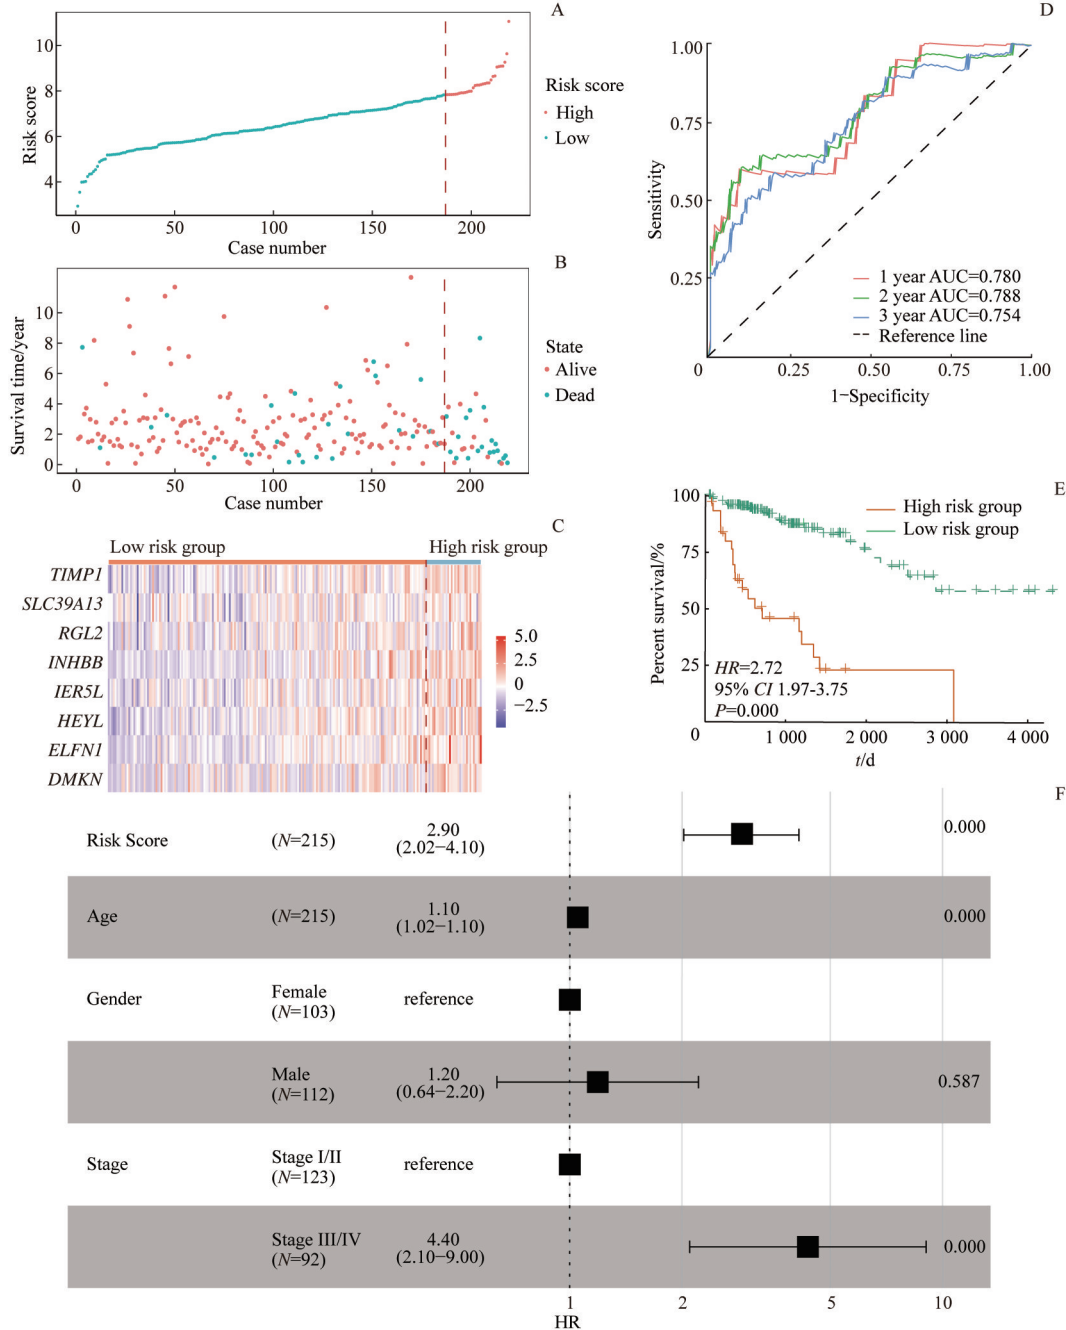 A
10
8
6
4
Risk score
0
50
100
150
200
Case number
Risk score
High
Low
B
10
8
6
4
2
0
Survival time/year
0
50
100
150
200
Case number
State
Alive
Dead
C
Low risk group
High risk group
TIMP1
SLC39A13
RGL2
INHBB
IER5L
HEYL
ELFN1
DMKN
5.0
2.5
0
−2.5
D
1.00
0.75
0.50
0.25
Sensitivity
0
0.25
0.50
0.75
1.00
1−Specificity
1 year AUC=0.780
2 year AUC=0.788
3 year AUC=0.754
Reference line
E
100
75
50
25
0
Percent survival/%
High risk group
Low risk group
HR=2.72
95% CI 1.97-3.75
P=0.000
1 000
2 000
3 000
4 000
t/d
F
Risk Score
(N=215)
2.90
(2.02−4.10)
0.000
Age
(N=215)
1.10
(1.02−1.10)
0.000
Gender
Female
(N=103)
reference
Male
(N=112)
1.20
(0.64−2.20)
0.587
Stage
Stage I/II
(N=123)
reference
Stage III/IV
(N=92)
4.40
(2.10−9.00)
0.000
1
2
5
10
HR